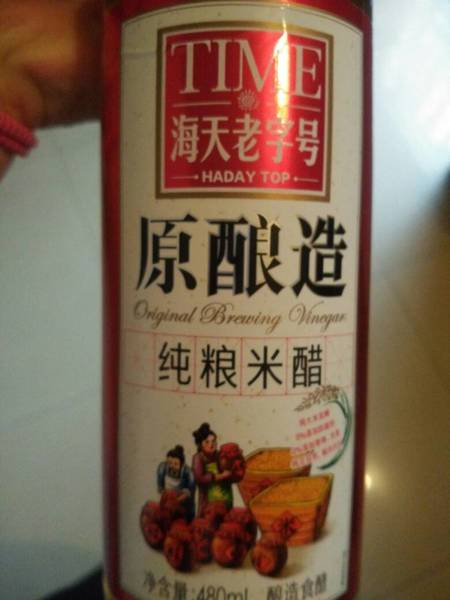 TIME
海天老字号
HADAY TOP
原酿造
Original Brewing Vinegar
纯粮米醋
净含量:480mL 酿造食醋